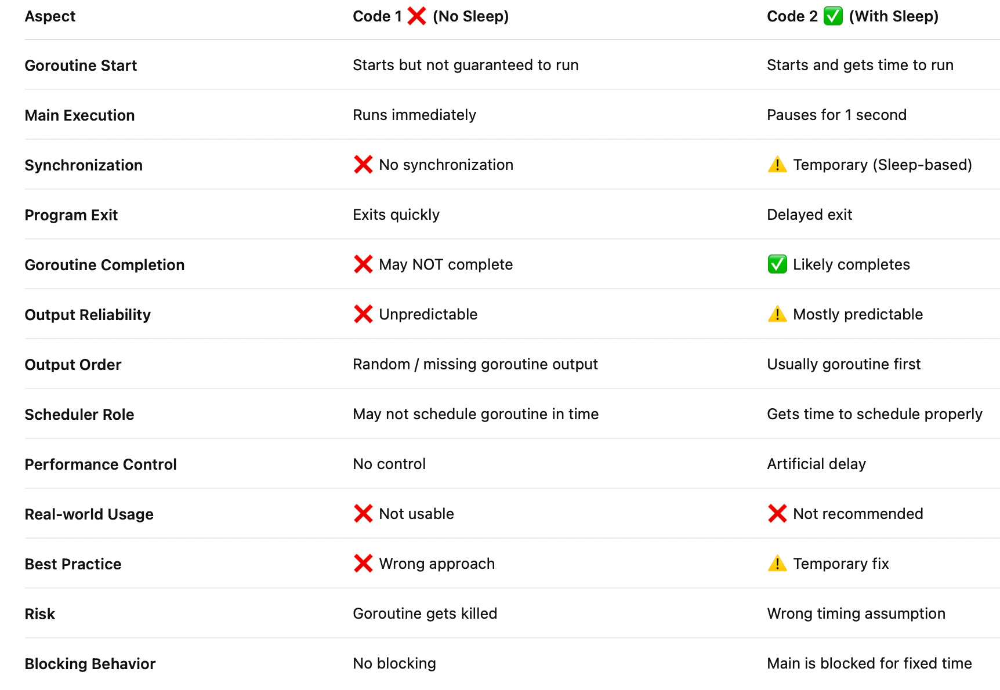 Aspect Code 1 ❌ (No Sleep) Code 2 ✅ (With Sleep)
Goroutine Start Starts but not guaranteed to run Starts and gets time to run
Main Execution Runs immediately Pauses for 1 second
Synchronization ❌ No synchronization ⚠️ Temporary (Sleep-based)
Program Exit Exits quickly Delayed exit
Goroutine Completion ❌ May NOT complete ✅ Likely completes
Output Reliability ❌ Unpredictable ⚠️ Mostly predictable
Output Order Random / missing goroutine output Usually goroutine first
Scheduler Role May not schedule goroutine in time Gets time to schedule properly
Performance Control No control Artificial delay
Real-world Usage ❌ Not usable ❌ Not recommended
Best Practice ❌ Wrong approach ⚠️ Temporary fix
Risk Goroutine gets killed Wrong timing assumption
Blocking Behavior No blocking Main is blocked for fixed time